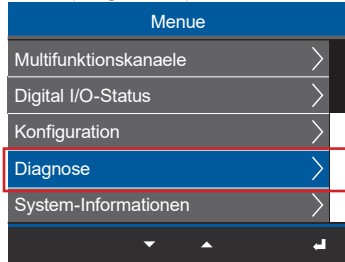 Menue
Multifunktionskanaele
Digital I/O-Status
Konfiguration
Diagnose
System-Informationen